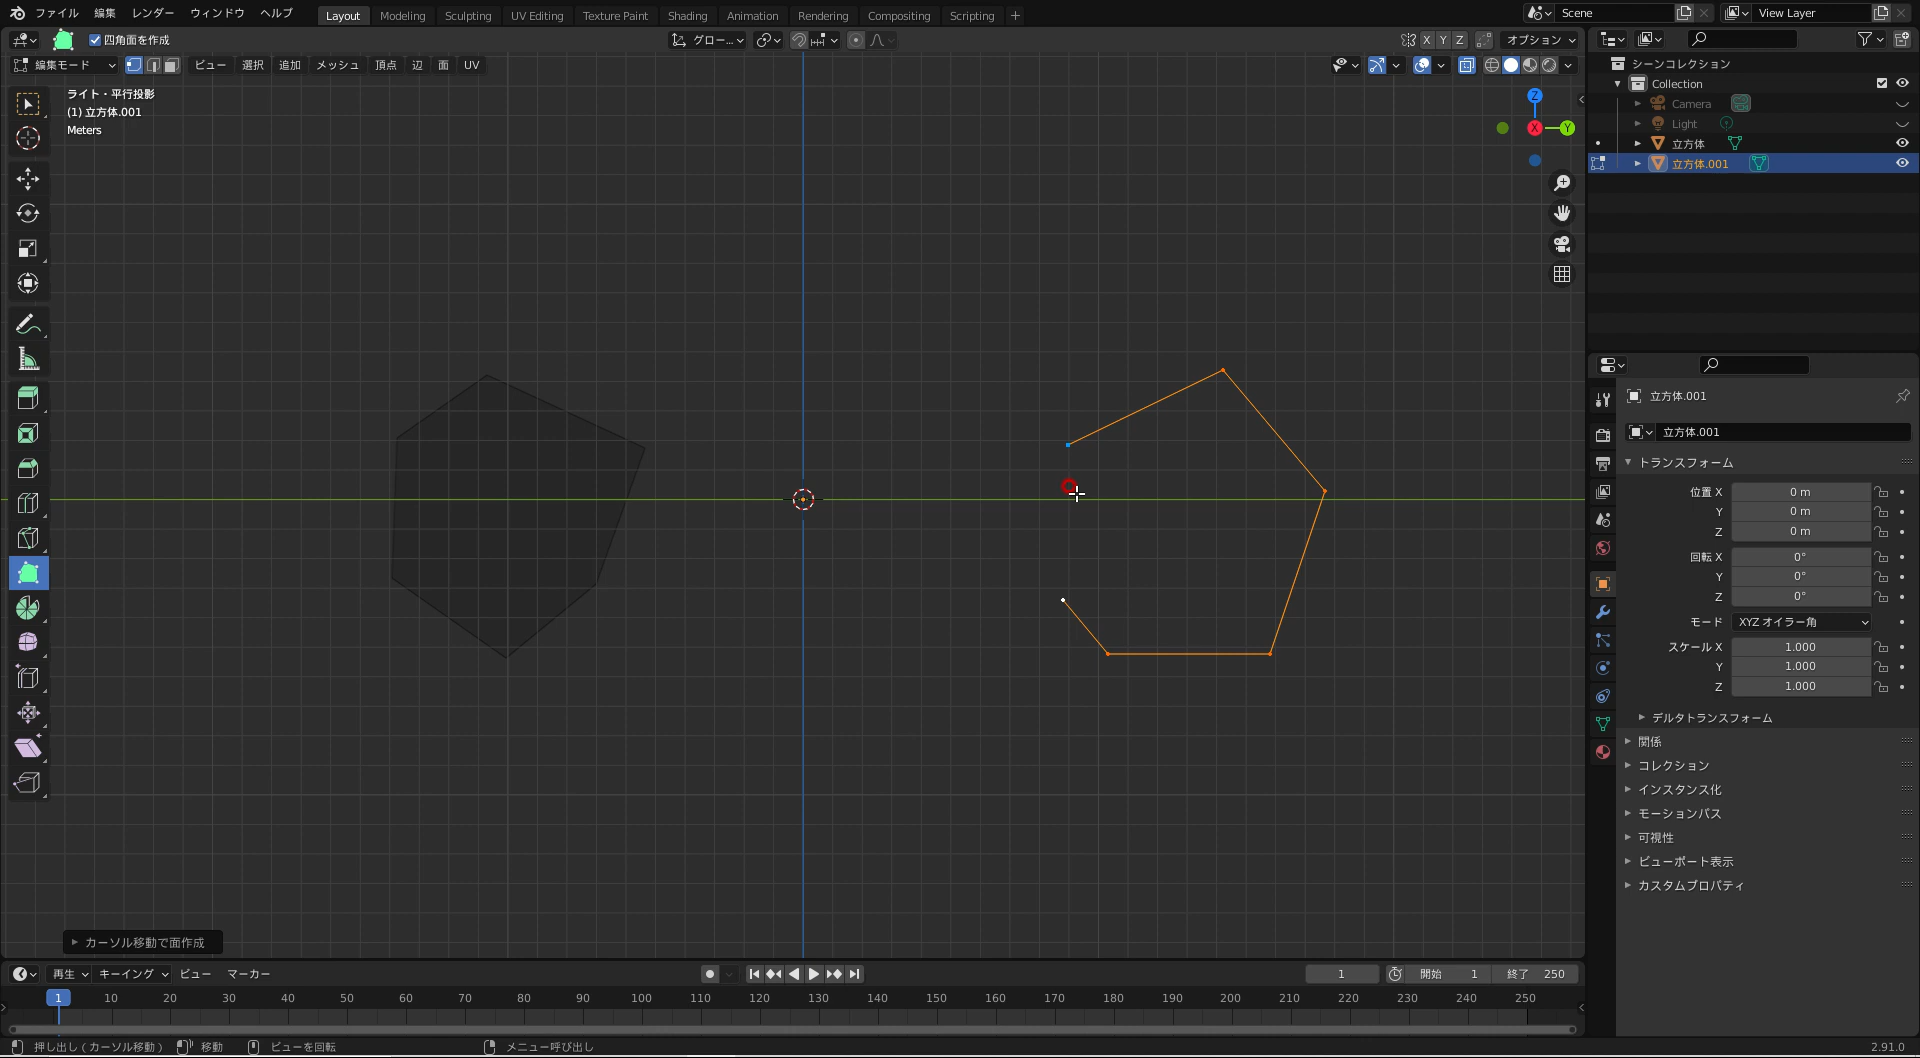 ファイル 編集 レンダー ウィンドウ ヘルプ Layout Modeling Sculpting UV Editing Texture Paint Shading Animation Rendering Compositing Scripting + Scene View Layer
四角面を作成 グロー... X Y Z オプション
編集モード ビュー 選択 追加 メッシュ 頂点 辺 面 UV
ライト・平行投影
(1) 立方体.001
Meters
Z
X
Y
シーンコレクション
Collection
Camera
Light
立方体
立方体.001
立方体.001
立方体.001
トランスフォーム
位置 X 0 m
Y 0 m
Z 0 m
回転 X 0°
Y 0°
Z 0°
モード XYZ オイラー角
スケール X 1.000
Y 1.000
Z 1.000
デルタトランスフォーム
関係
コレクション
インスタンス化
モーションパス
可視性
ビューポート表示
カスタムプロパティ
カーソル移動で面作成
再生 キーイング ビュー マーカー 1 開始 1 終了 250
1 10 20 30 40 50 60 70 80 90 100 110 120 130 140 150 160 170 180 190 200 210 220 230 240 250
押し出し ( カーソル移動 ) 移動 ビューを回転 メニュー呼び出し 2.91.0